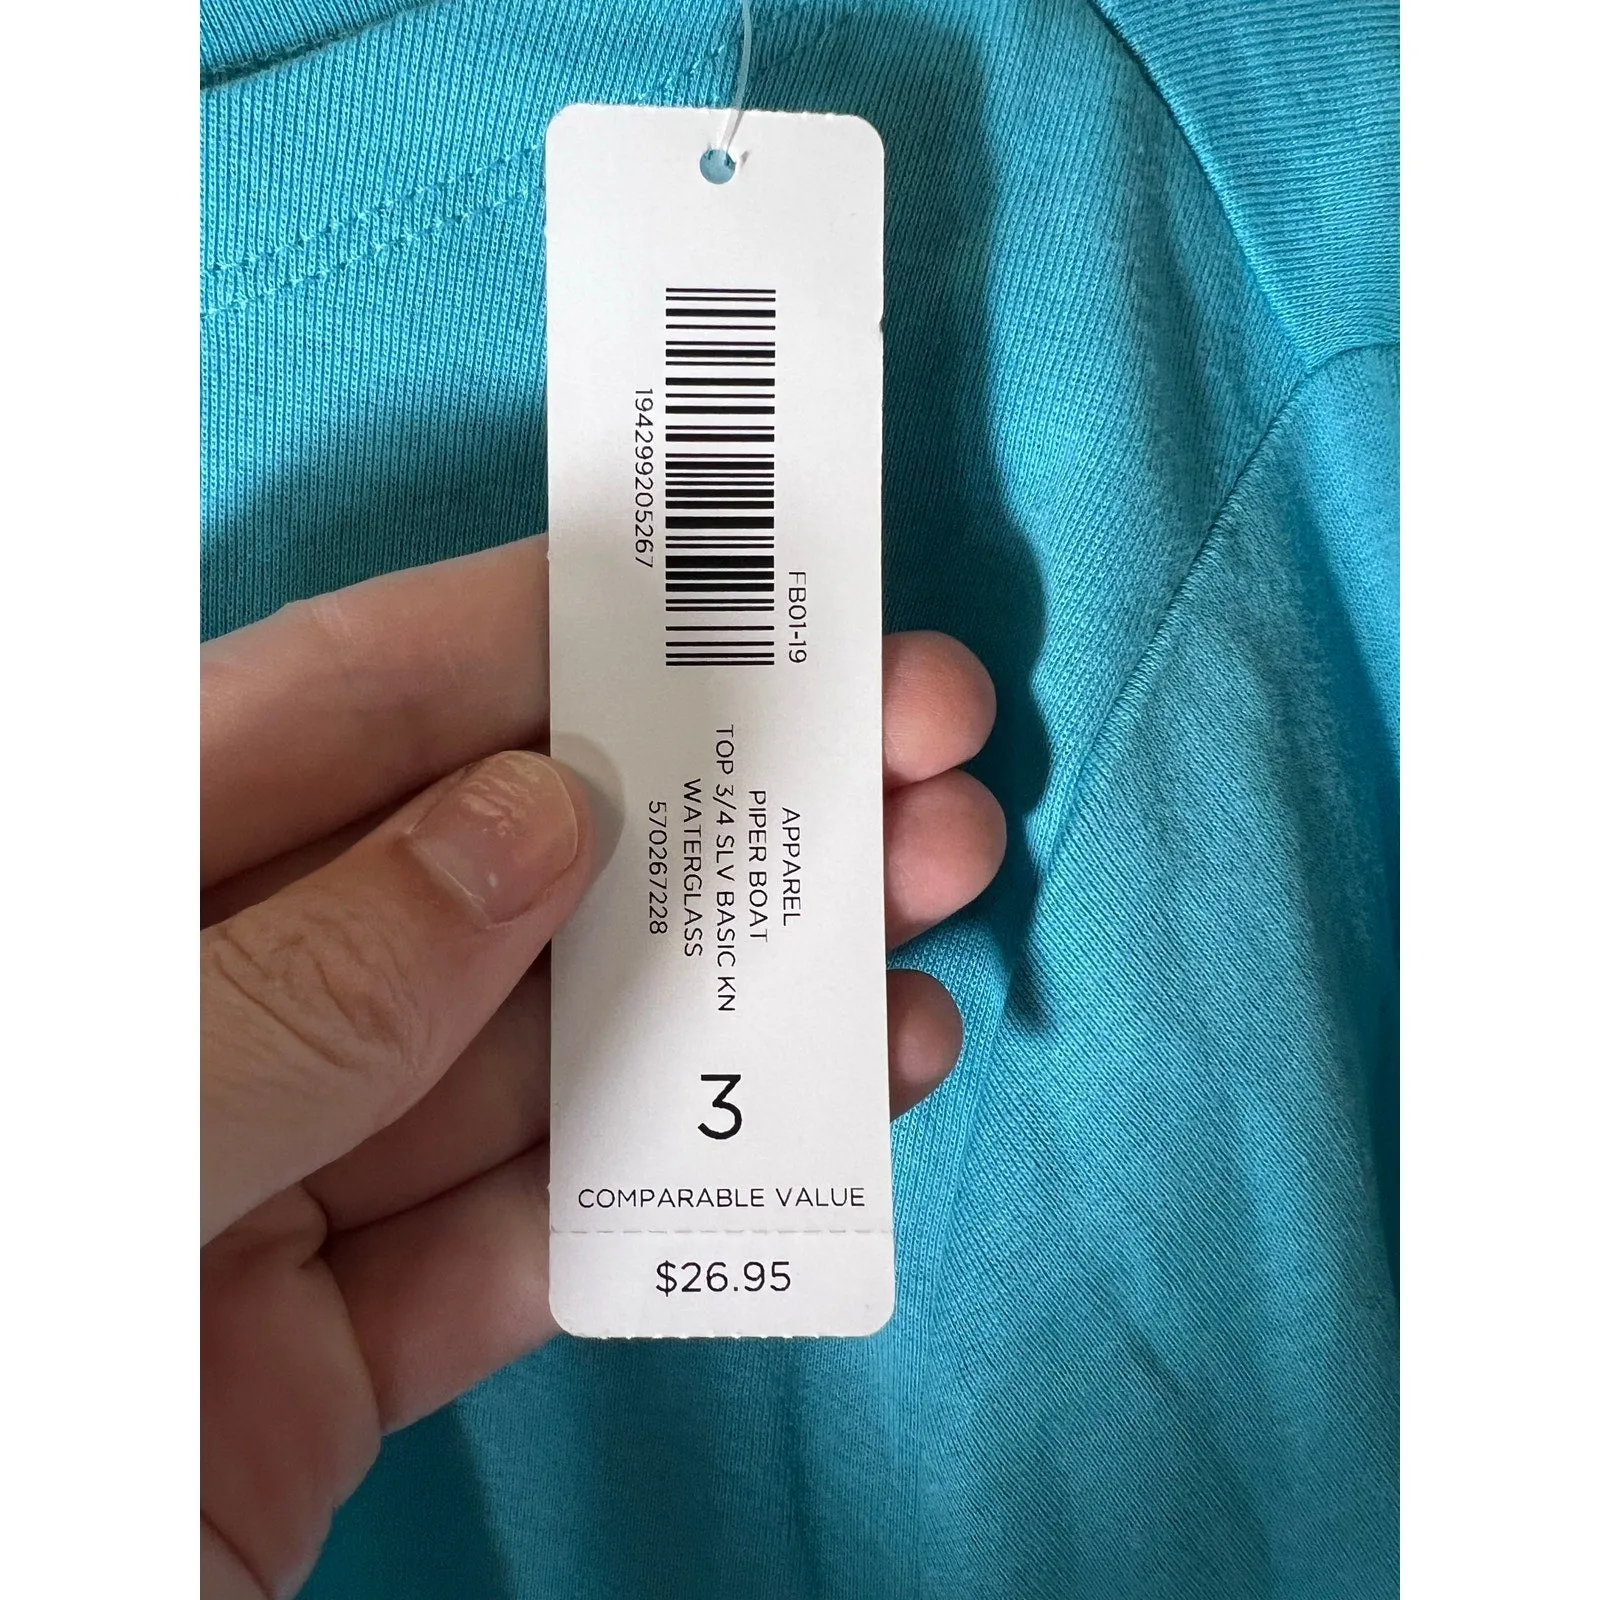 194299205267
FB01-19
APPAREL
PIPER BOAT
TOP 3/4 SLV BASIC KN
WATERGLASS
570267228
3
COMPARABLE VALUE
$26.95